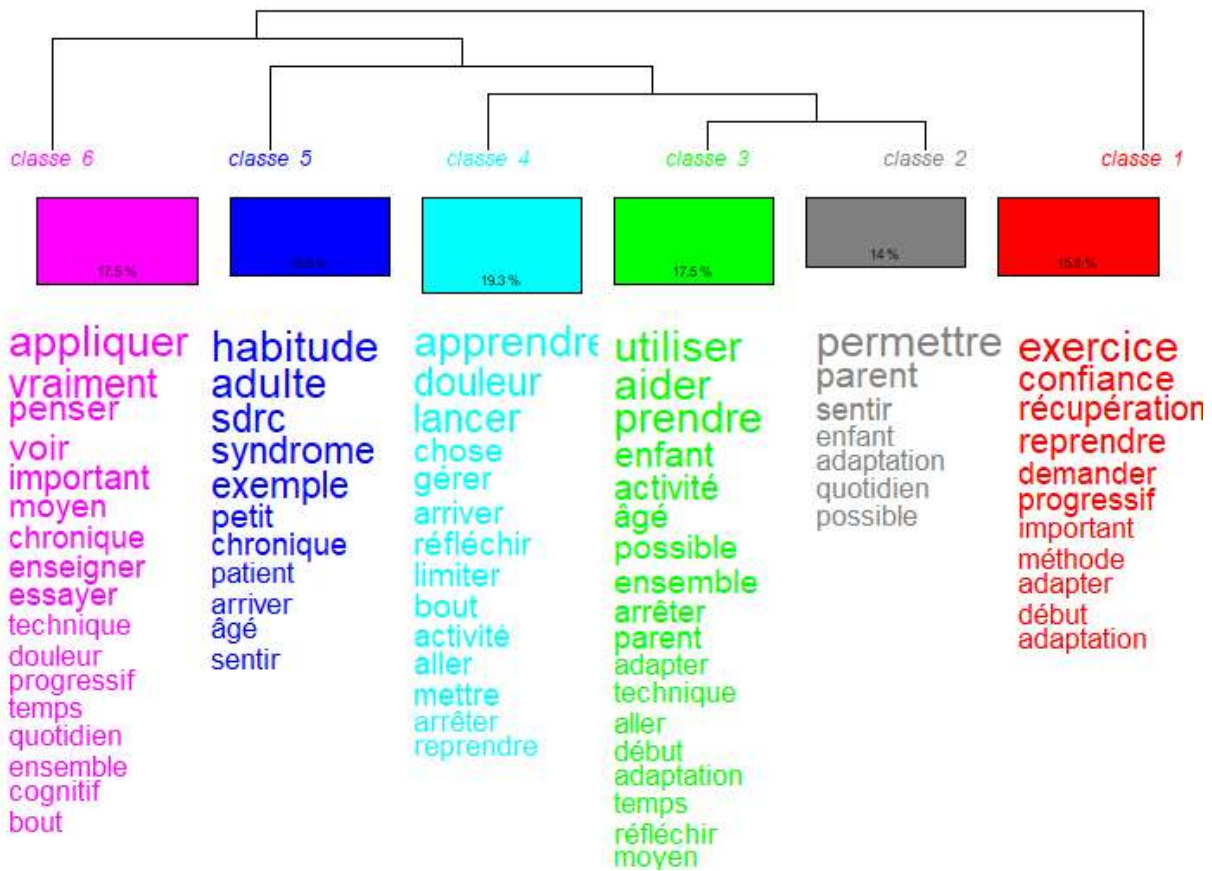 classe 6
classe 5
classe 4
classe 3
classe 2
classe 1
17.5 %
15.8 %
19.3 %
17.5 %
14 %
15.8 %
appliquer
vraiment
penser
voir
important
moyen
chronique
enseigner
essayer
technique
douleur
progressif
temps
quotidien
ensemble
cognitif
bout
habitude
adulte
sdrc
syndrome
exemple
petit
chronique
patient
arriver
âgé
sentir
apprendre
douleur
lancer
chose
gérer
arriver
réfléchir
limiter
bout
activité
aller
mettre
arrêter
reprendre
utiliser
aider
prendre
enfant
activité
âgé
possible
ensemble
arrêter
parent
adapter
technique
aller
début
adaptation
temps
réfléchir
moyen
permettre
parent
sentir
enfant
adaptation
quotidien
possible
exercice
confiance
récupération
reprendre
demander
progressif
important
méthode
adapter
début
adaptation